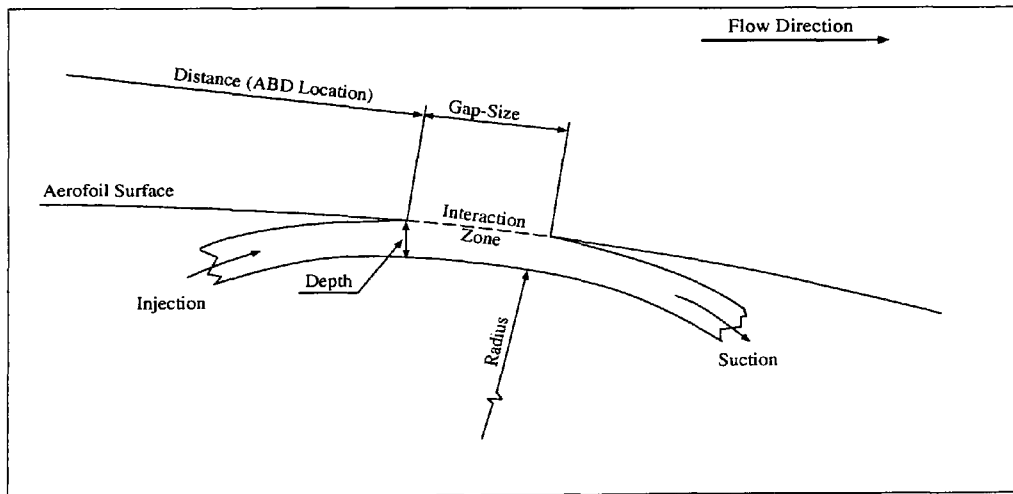 Flow Direction
Distance (ABD Location)
Gap-Size
Aerofoil Surface
Interaction
Zone
Depth
Injection
Radius
Suction